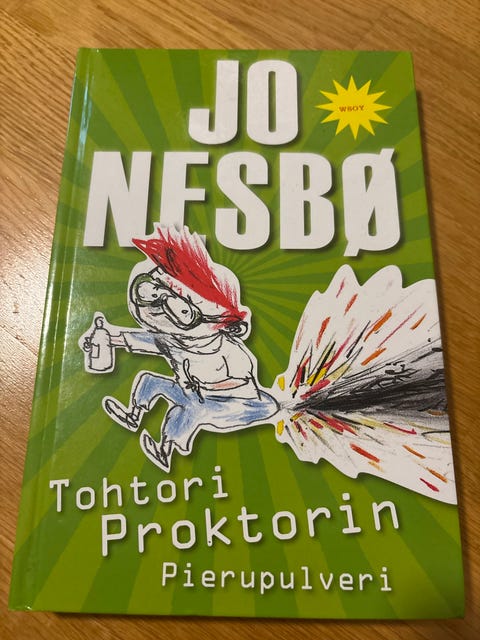 JO
NESBØ
WSOY
Tohtori
Proktorin
Pierupulveri